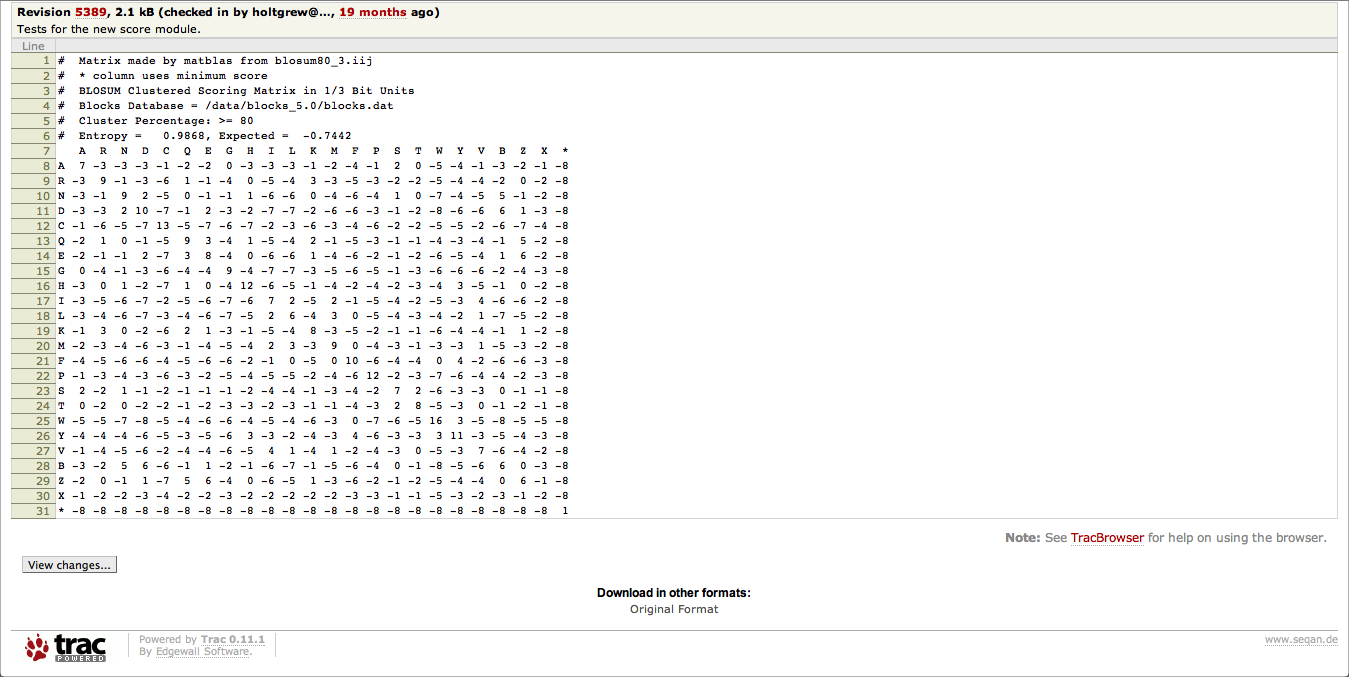 Revision 5389, 2.1 kB (checked in by holtgrew@..., 19 months ago)
Tests for the new score module.
Line
1 #  Matrix made by matblas from blosum80_3.iij
2 #  * column uses minimum score
3 #  BLOSUM Clustered Scoring Matrix in 1/3 Bit Units
4 #  Blocks Database = /data/blocks_5.0/blocks.dat
5 #  Cluster Percentage: >= 80
6 #  Entropy =   0.9868, Expected =  -0.7442
7    A  R  N  D  C  Q  E  G  H  I  L  K  M  F  P  S  T  W  Y  V  B  Z  X  *
8 A  7 -3 -3 -3 -1 -2 -2  0 -3 -3 -3 -1 -2 -4 -1  2  0 -5 -4 -1 -3 -2 -1 -8
9 R -3  9 -1 -3 -6  1 -1 -4  0 -5 -4  3 -3 -5 -3 -2 -2 -5 -4 -4 -2  0 -2 -8
10 N -3 -1  9  2 -5  0 -1 -1  1 -6 -6  0 -4 -6 -4  1  0 -7 -4 -5  5 -1 -2 -8
11 D -3 -3  2 10 -7 -1  2 -3 -2 -7 -7 -2 -6 -6 -3 -1 -2 -8 -6 -6  6  1 -3 -8
12 C -1 -6 -5 -7 13 -5 -7 -6 -7 -2 -3 -6 -3 -4 -6 -2 -2 -5 -5 -2 -6 -7 -4 -8
13 Q -2  1  0 -1 -5  9  3 -4  1 -5 -4  2 -1 -5 -3 -1 -1 -4 -3 -4 -1  5 -2 -8
14 E -2 -1 -1  2 -7  3  8 -4  0 -6 -6  1 -4 -6 -2 -1 -2 -6 -5 -4  1  6 -2 -8
15 G  0 -4 -1 -3 -6 -4 -4  9 -4 -7 -7 -3 -5 -6 -5 -1 -3 -6 -6 -6 -2 -4 -3 -8
16 H -3  0  1 -2 -7  1  0 -4 12 -6 -5 -1 -4 -2 -4 -2 -3 -4  3 -5 -1  0 -2 -8
17 I -3 -5 -6 -7 -2 -5 -6 -7 -6  7  2 -5  2 -1 -5 -4 -2 -5 -3  4 -6 -6 -2 -8
18 L -3 -4 -6 -7 -3 -4 -6 -7 -5  2  6 -4  3  0 -5 -4 -3 -4 -2  1 -7 -5 -2 -8
19 K -1  3  0 -2 -6  2  1 -3 -1 -5 -4  8 -3 -5 -2 -1 -1 -6 -4 -4 -1  1 -2 -8
20 M -2 -3 -4 -6 -3 -1 -4 -5 -4  2  3 -3  9  0 -4 -3 -1 -3 -3  1 -5 -3 -2 -8
21 F -4 -5 -6 -6 -4 -5 -6 -6 -2 -1  0 -5  0 10 -6 -4 -4  0  4 -2 -6 -6 -3 -8
22 P -1 -3 -4 -3 -6 -3 -2 -5 -4 -5 -5 -2 -4 -6 12 -2 -3 -7 -6 -4 -4 -2 -3 -8
23 S  2 -2  1 -1 -2 -1 -1 -1 -2 -4 -4 -1 -3 -4 -2  7  2 -6 -3 -3  0 -1 -1 -8
24 T  0 -2  0 -2 -2 -1 -2 -3 -3 -2 -3 -1 -1 -4 -3  2  8 -5 -3  0 -1 -2 -1 -8
25 W -5 -5 -7 -8 -5 -4 -6 -6 -4 -5 -4 -6 -3  0 -7 -6 -5 16  3 -5 -8 -5 -5 -8
26 Y -4 -4 -4 -6 -5 -3 -5 -6  3 -3 -2 -4 -3  4 -6 -3 -3  3 11 -3 -5 -4 -3 -8
27 V -1 -4 -5 -6 -2 -4 -4 -6 -5  4  1 -4  1 -2 -4 -3  0 -5 -3  7 -6 -4 -2 -8
28 B -3 -2  5  6 -6 -1  1 -2 -1 -6 -7 -1 -5 -6 -4  0 -1 -8 -5 -6  6  0 -3 -8
29 Z -2  0 -1  1 -7  5  6 -4  0 -6 -5  1 -3 -6 -2 -1 -2 -5 -4 -4  0  6 -1 -8
30 X -1 -2 -2 -3 -4 -2 -2 -3 -2 -2 -2 -2 -2 -3 -3 -1 -1 -5 -3 -2 -3 -1 -2 -8
31 * -8 -8 -8 -8 -8 -8 -8 -8 -8 -8 -8 -8 -8 -8 -8 -8 -8 -8 -8 -8 -8 -8 -8  1
Note: See TracBrowser for help on using the browser.
View changes...
Download in other formats:
Original Format
trac
POWERED
Powered by Trac 0.11.1
By Edgewall Software.
www.seqan.de